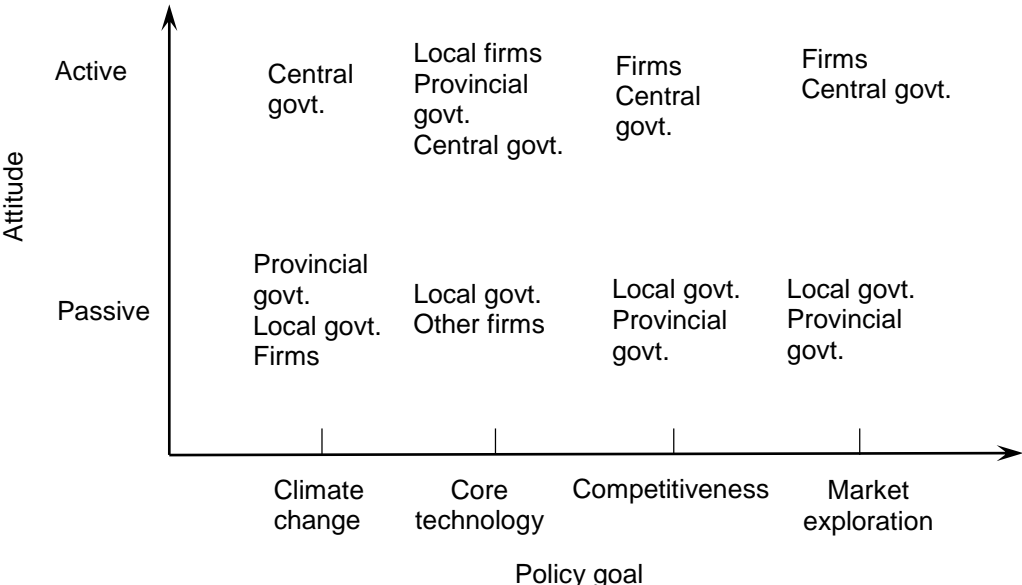 Active
Central
govt.
Local firms
Provincial
govt.
Central govt.
Firms
Central
govt.
Firms
Central govt.
Attitude
Passive
Provincial
govt.
Local govt.
Firms
Local govt.
Other firms
Local govt.
Provincial
govt.
Local govt.
Provincial
govt.
Climate
change
Core
technology
Competitiveness
Market
exploration
Policy goal